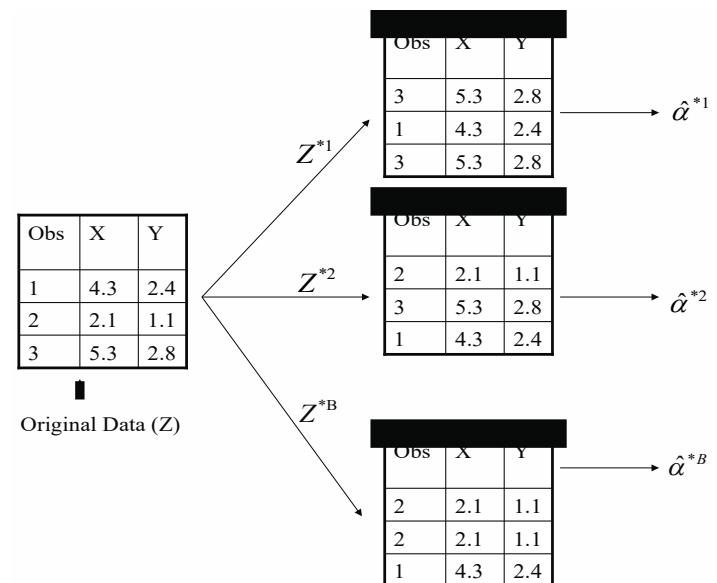 Obs X Y
3 5.3 2.8
1 4.3 2.4
3 5.3 2.8
α̂*1
Z*1
Obs X Y
1 4.3 2.4
2 2.1 1.1
3 5.3 2.8
Original Data (Z)
Z*2
Obs X Y
2 2.1 1.1
3 5.3 2.8
1 4.3 2.4
α̂*2
Z*B
Obs X Y
2 2.1 1.1
2 2.1 1.1
1 4.3 2.4
α̂*B